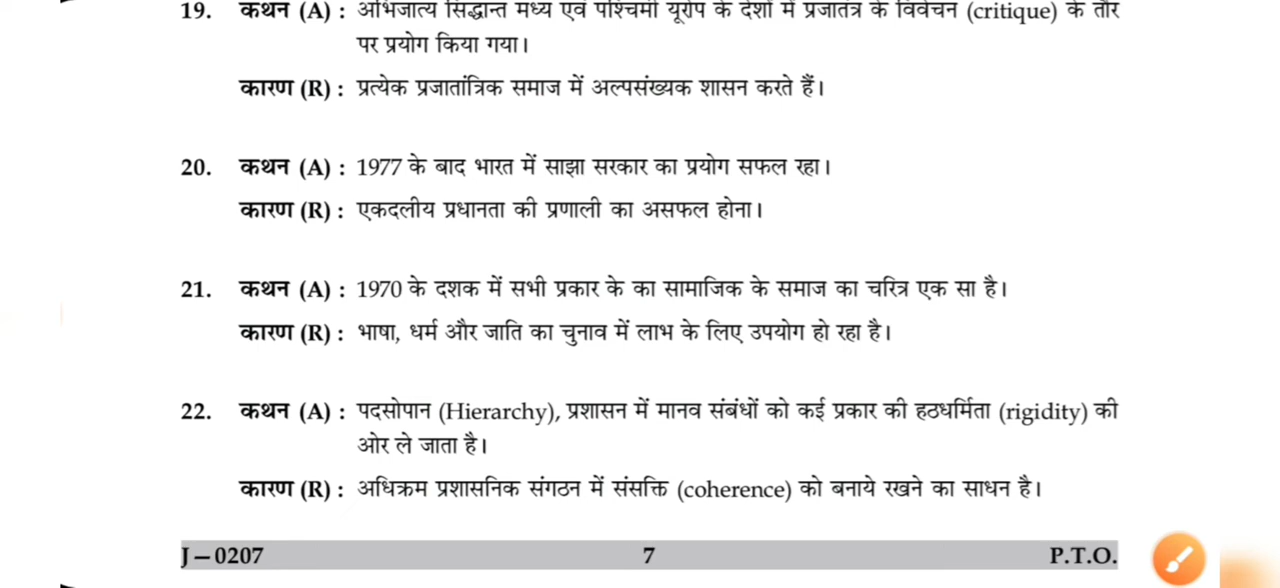 19. कथन (A) : अभिजात्य सिद्धान्त मध्य एवं पश्चिमी यूरोप के देशों में प्रजातंत्र के विवेचन (critique) के तौर
पर प्रयोग किया गया।
कारण (R) : प्रत्येक प्रजातांत्रिक समाज में अल्पसंख्यक शासन करते हैं।
20. कथन (A) : 1977 के बाद भारत में साझा सरकार का प्रयोग सफल रहा।
कारण (R) : एकदलीय प्रधानता की प्रणाली का असफल होना।
21. कथन (A) : 1970 के दशक में सभी प्रकार के का सामाजिक के समाज का चरित्र एक सा है।
कारण (R) : भाषा, धर्म और जाति का चुनाव में लाभ के लिए उपयोग हो रहा है।
22. कथन (A) : पदसोपान (Hierarchy), प्रशासन में मानव संबंधों को कई प्रकार की हठधर्मिता (rigidity) की
ओर ले जाता है।
कारण (R) : अधिक्रम प्रशासनिक संगठन में संसक्ति (coherence) को बनाये रखने का साधन है।
J – 0207 7 P.T.O.